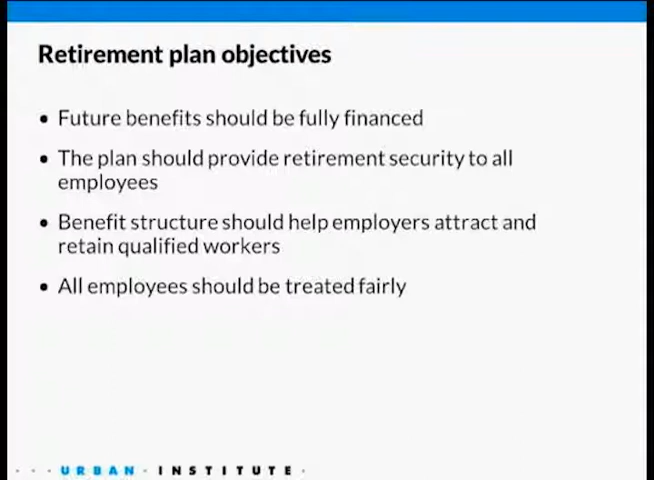 Retirement plan objectives
• Future benefits should be fully financed
• The plan should provide retirement security to all
employees
• Benefit structure should help employers attract and
retain qualified workers
• All employees should be treated fairly
URBAN INSTITUTE